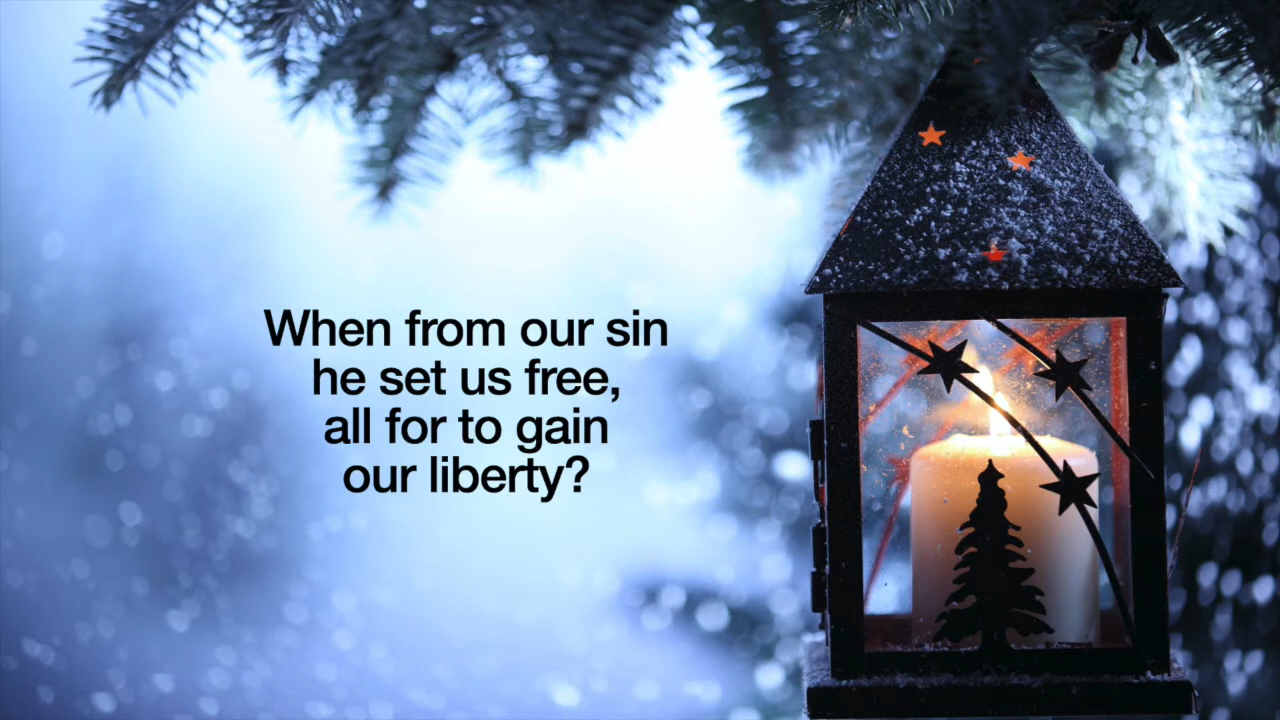 When from our sin
he set us free,
all for to gain
our liberty?